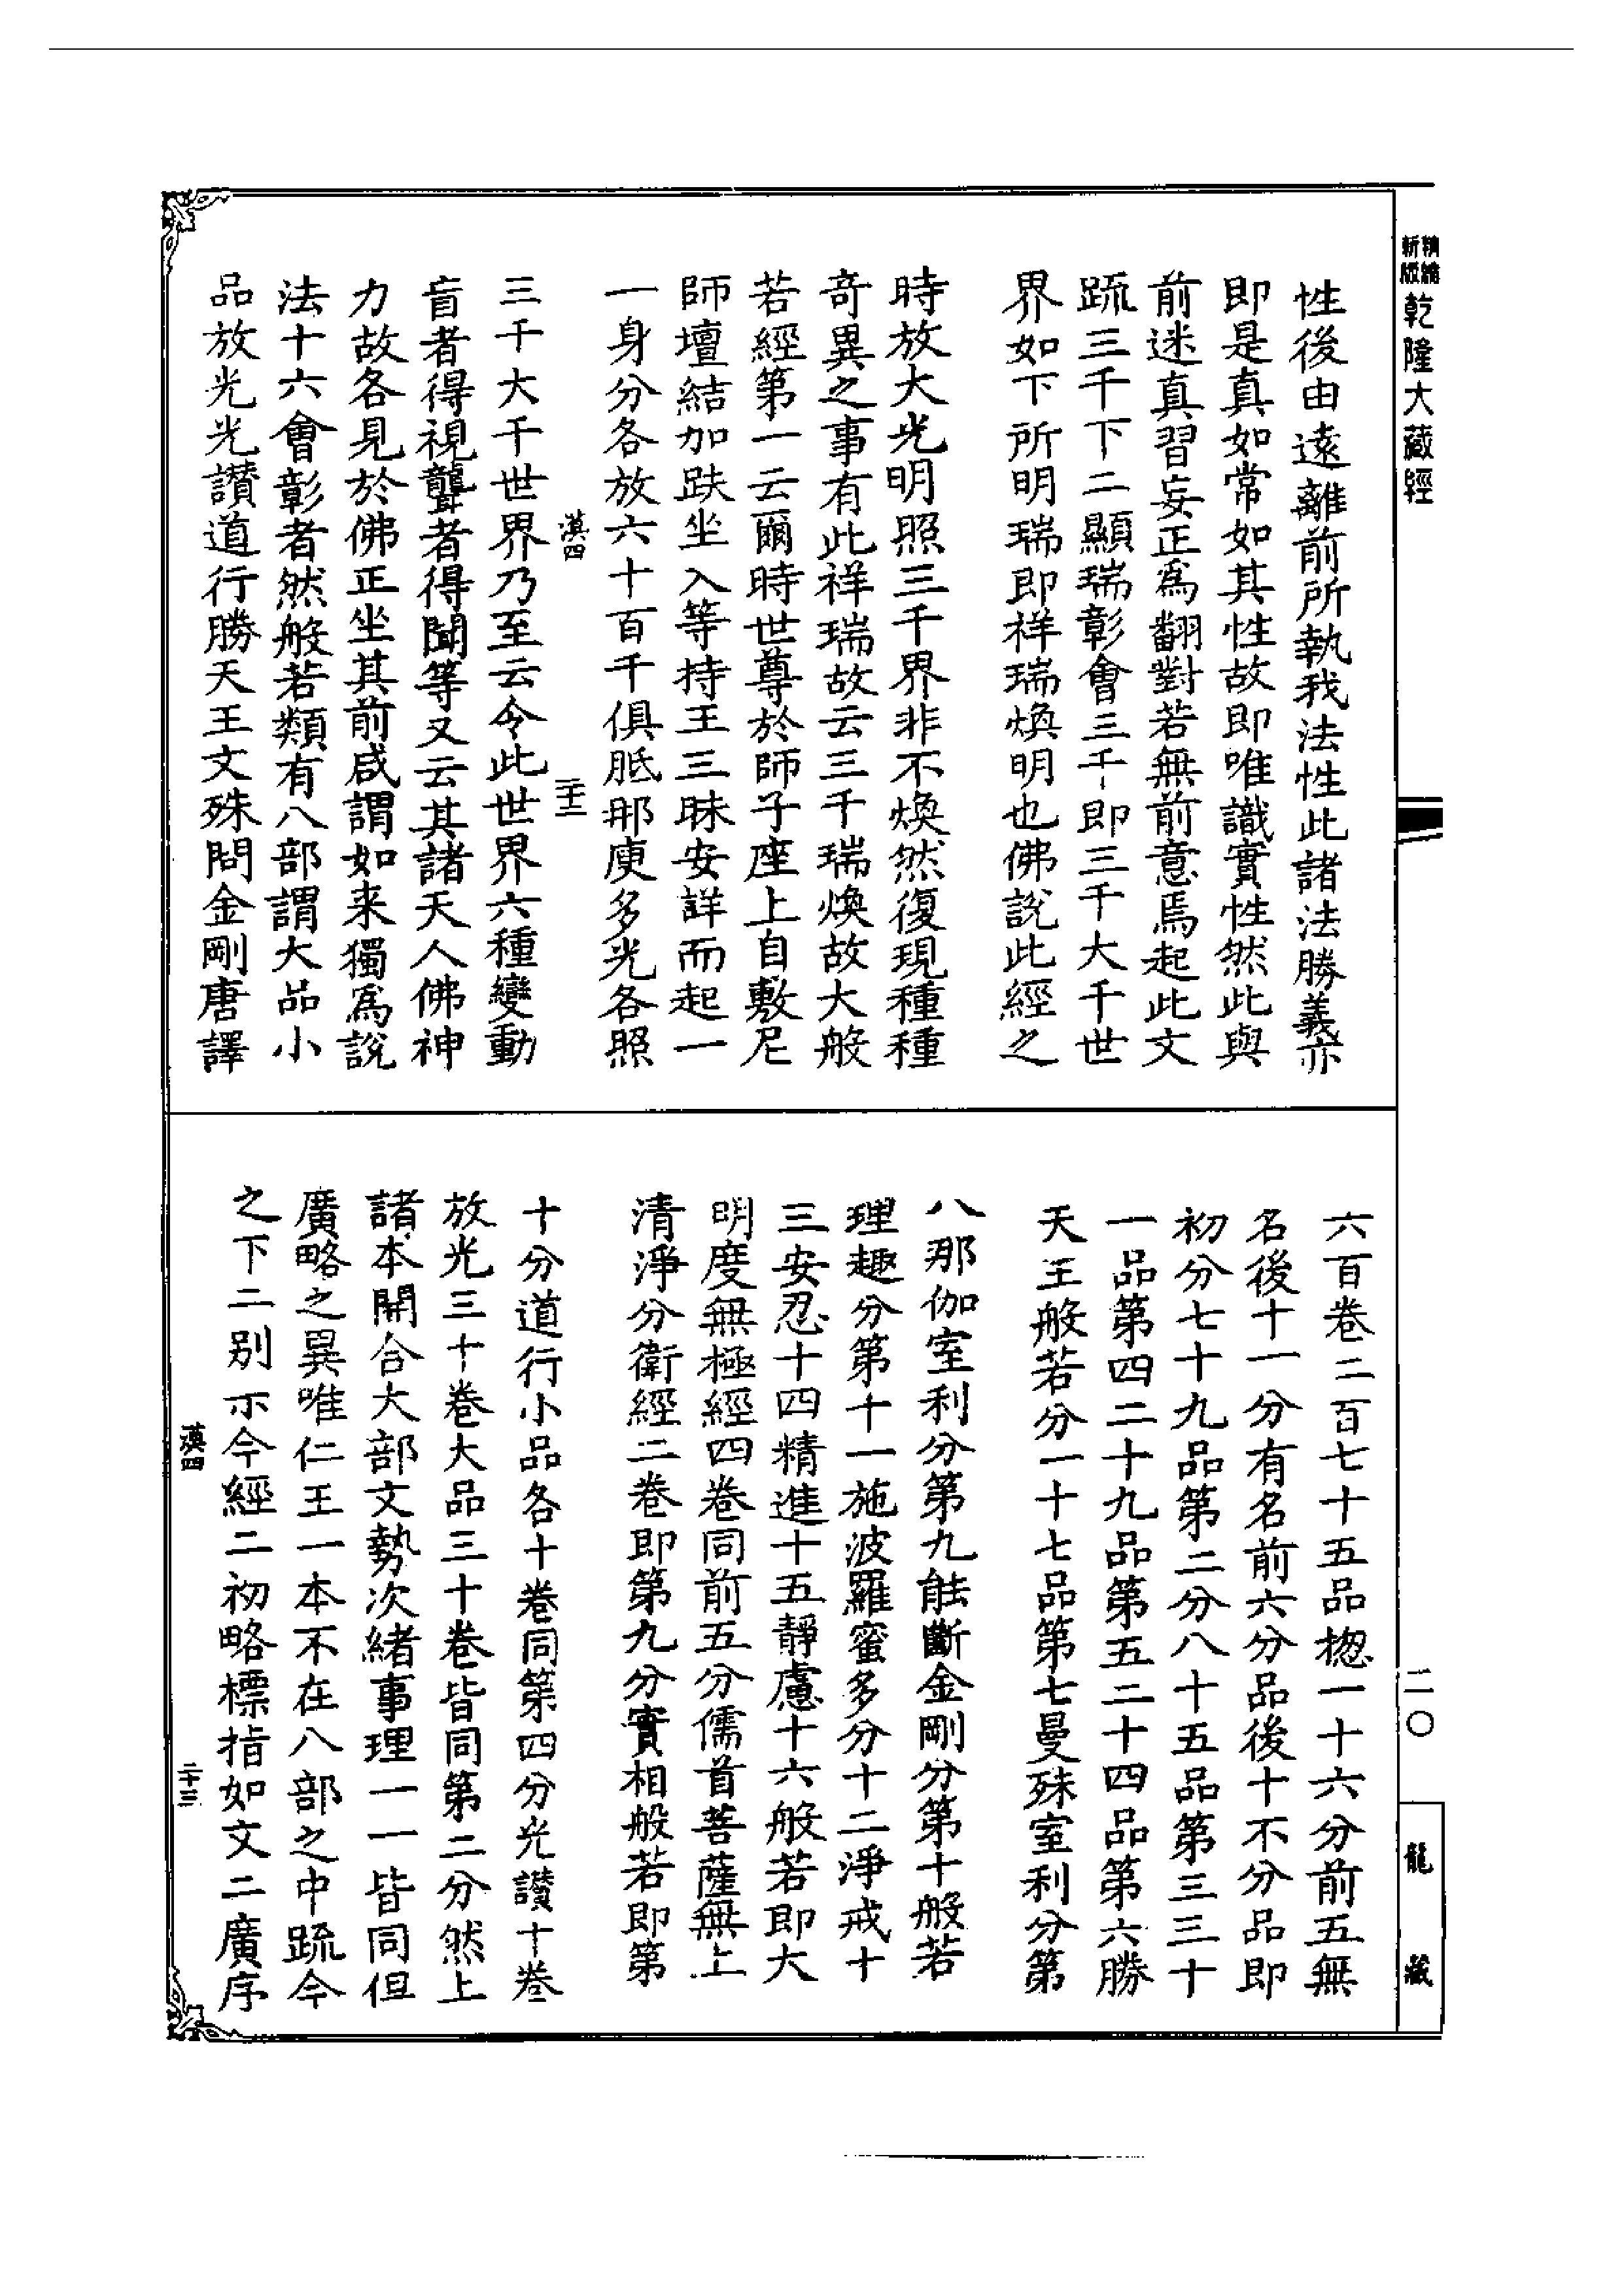 精縮新版
乾隆大藏經
性後由遠離前所執我法性此諸法勝義亦
即是真如常如其性故即唯識實性然此與
前迷真習妄正為翻對若無前意焉起此文
䟽三千下二顯瑞彰會三千即三千大千世
界如下所明瑞即祥瑞煥明也佛說此經之
時放大光明照三千界非不煥然復現種種
奇異之事有此祥瑞故云三千瑞煥故大般
若經第一云爾時世尊於師子座上自敷尼
師壇結加趺坐入等持王三昧安詳而起一
一身分各放六十百千俱胝那庾多光各照
漢四
二十二
三千大千世界乃至云令此世界六種變動
盲者得視聾者得聞等又云其諸天人佛神
力故各見於佛正坐其前咸謂如来獨為說
法十六會彰者然般若類有八部謂大品小
品放光光讃道行勝天王文殊問金剛唐譯
六百卷二百七十五品揔一十六分前五無
名後十一分有名前六分品後十不分品即
初分七十九品第二分八十五品第三三十
一品第四二十九品第五二十四品第六勝
天王般若分一十七品第七曼殊室利分第
八那伽室利分第九能斷金剛分第十般若
理趣分第十一施波羅蜜多分十二淨戒十
三安忍十四精進十五靜慮十六般若即大
明度無極經四卷同前五分儒首菩薩無上
清淨分衛經二卷即第九分實相般若即第
十分道行小品各十卷同第四分光讃十卷
放光三十卷大品三十卷皆同第二分然上
諸本開合大部文勢次緒事理一一皆同但
廣略之異唯仁王一本不在八部之中䟽今
之下二別示今經二初略標指如文二廣序
漢四
二十三
二〇
龍藏